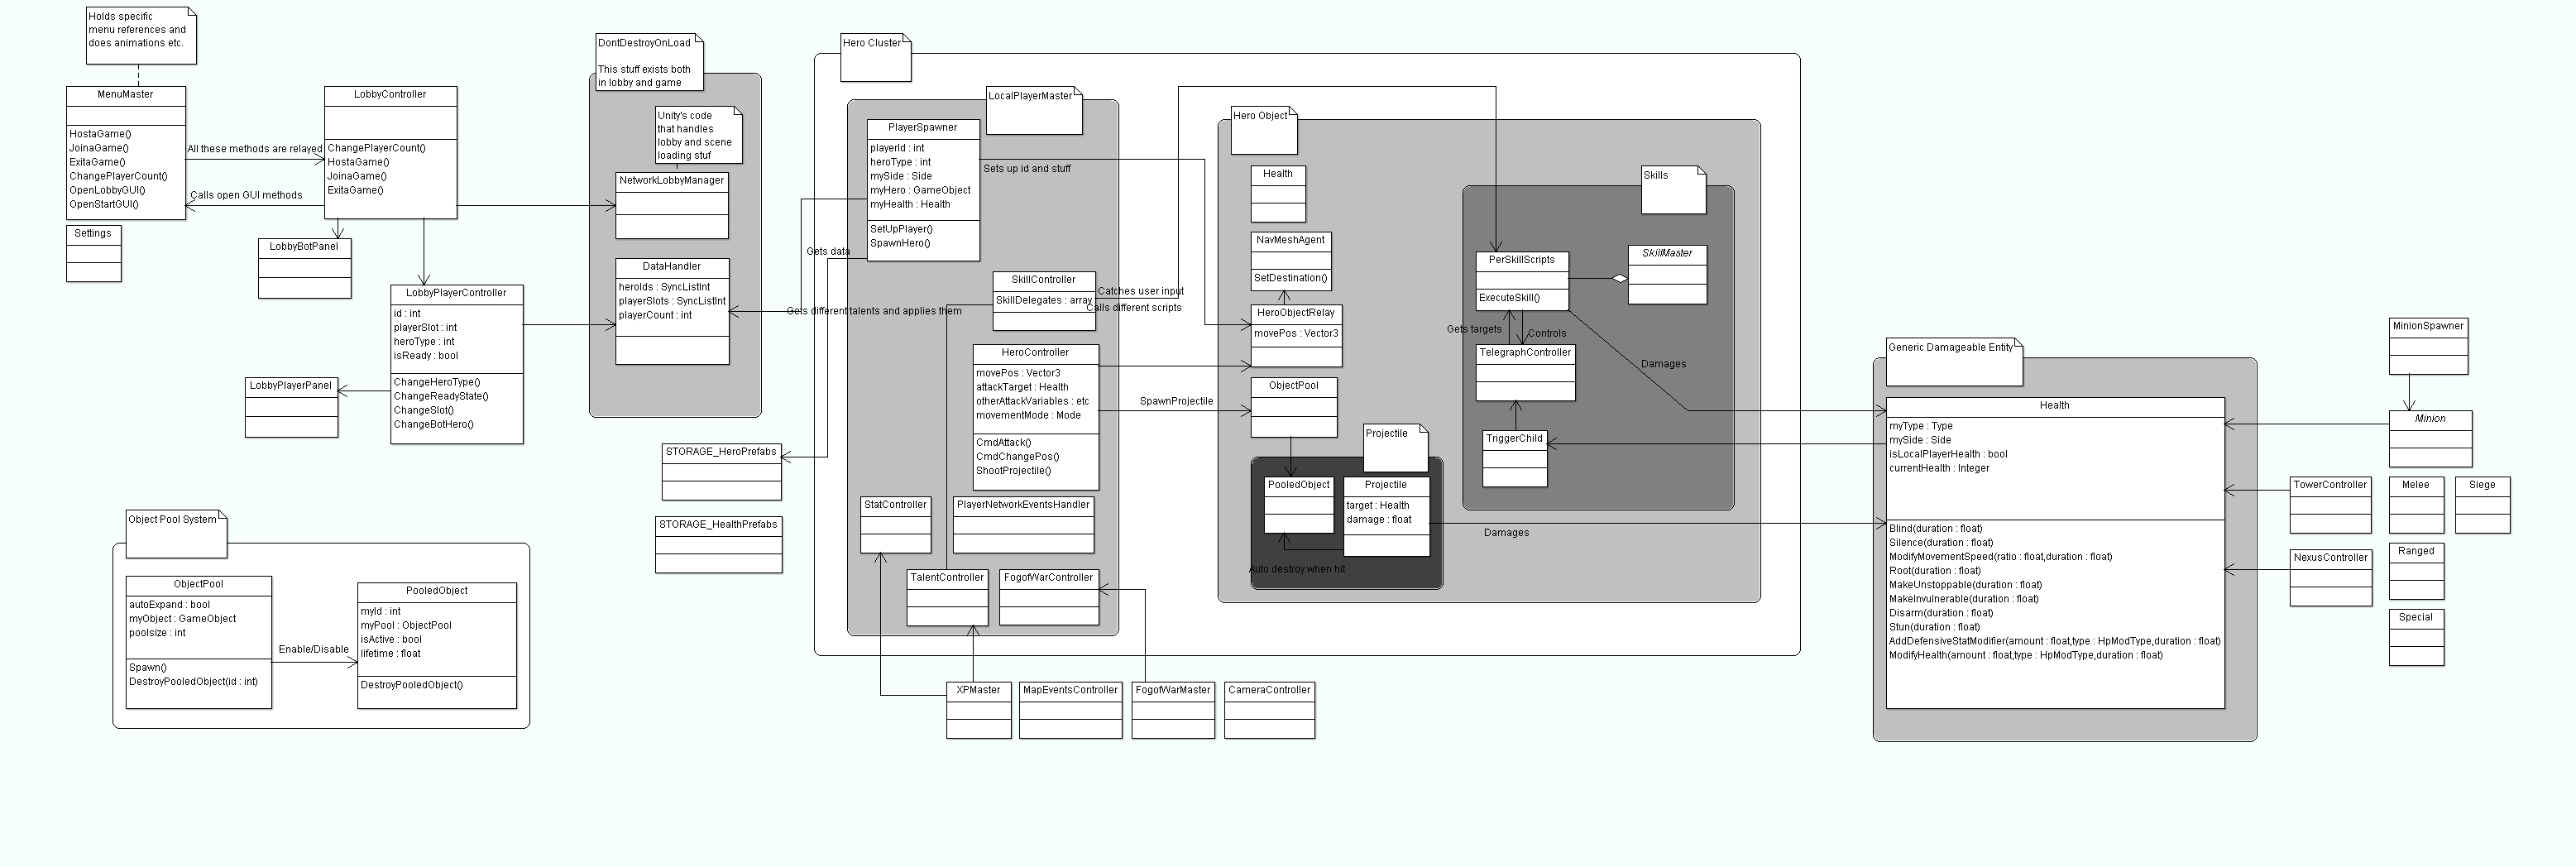 Holds specific
menu references and
does animations etc.
MenuMaster
HostaGame()
JoinaGame()
ExitaGame()
ChangePlayerCount()
OpenLobbyGUI()
OpenStartGUI()
Settings
All these methods are relayed
Calls open GUI methods
LobbyController
ChangePlayerCount()
HostaGame()
JoinaGame()
ExitaGame()
LobbyBotPanel
LobbyPlayerController
id : int
playerSlot : int
heroType : int
isReady : bool
ChangeHeroType()
ChangeReadyState()
ChangeSlot()
ChangeBotHero()
LobbyPlayerPanel
DontDestroyOnLoad
This stuff exists both
in lobby and game
Unity's code
that handles
lobby and scene
loading stuf
NetworkLobbyManager
DataHandler
heroIds : SyncListInt
playerSlots : SyncListInt
playerCount : int
STORAGE_HeroPrefabs
STORAGE_HealthPrefabs
Object Pool System
ObjectPool
autoExpand : bool
myObject : GameObject
poolsize : int
Spawn()
DestroyPooledObject(id : int)
Enable/Disable
PooledObject
myId : int
myPool : ObjectPool
isActive : bool
lifetime : float
DestroyPooledObject()
Hero Cluster
LocalPlayerMaster
PlayerSpawner
playerId : int
heroType : int
mySide : Side
myHero : GameObject
myHealth : Health
SetUpPlayer()
SpawnHero()
Sets up id and stuff
Gets data
SkillController
SkillDelegates : array
Catches user input
Calls different scripts
Gets different talents and applies them
HeroController
movePos : Vector3
attackTarget : Health
otherAttackVariables : etc
movementMode : Mode
CmdAttack()
CmdChangePos()
ShootProjectile()
SpawnProjectile
StatController
PlayerNetworkEventsHandler
TalentController
FogofWarController
XPMaster
MapEventsController
FogofWarMaster
CameraController
Hero Object
Health
NavMeshAgent
SetDestination()
HeroObjectRelay
movePos : Vector3
ObjectPool
Projectile
PooledObject
Projectile
target : Health
damage : float
Auto destroy when hit
Damages
Skills
PerSkillScripts
ExecuteSkill()
SkillMaster
Gets targets
Controls
TelegraphController
TriggerChild
Damages
Generic Damageable Entity
Health
myType : Type
mySide : Side
isLocalPlayerHealth : bool
currentHealth : Integer
Blind(duration : float)
Silence(duration : float)
ModifyMovementSpeed(ratio : float,duration : float)
Root(duration : float)
MakeUnstoppable(duration : float)
MakeInvulnerable(duration : float)
Disarm(duration : float)
Stun(duration : float)
AddDefensiveStatModifier(amount : float,type : HpModType,duration : float)
ModifyHealth(amount : float,type : HpModType,duration : float)
MinionSpawner
Minion
TowerController
Melee
Siege
NexusController
Ranged
Special